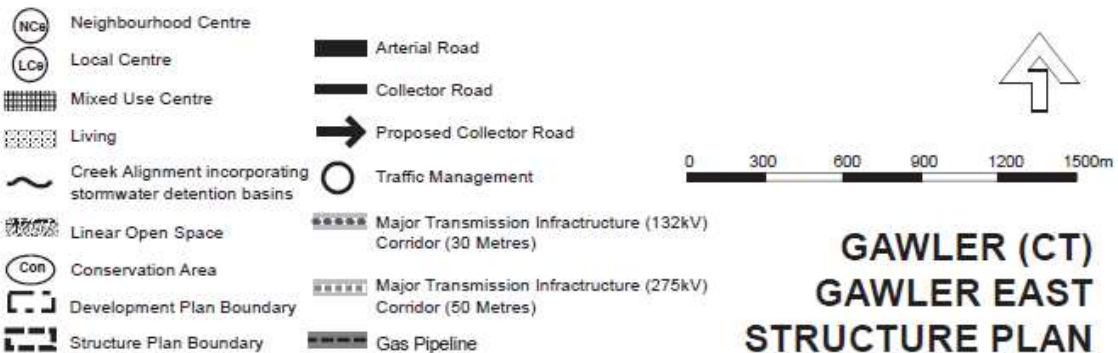 NCe Neighbourhood Centre
LCe Local Centre
Mixed Use Centre
Living
Creek Alignment incorporating
stormwater detention basins
Linear Open Space
Con Conservation Area
Development Plan Boundary
Structure Plan Boundary
Arterial Road
Collector Road
Proposed Collector Road
Traffic Management
Major Transmission Infractructure (132kV)
Corridor (30 Metres)
Major Transmission Infractructure (275kV)
Corridor (50 Metres)
Gas Pipeline
0 300 600 900 1200 1500m
GAWLER (CT)
GAWLER EAST
STRUCTURE PLAN